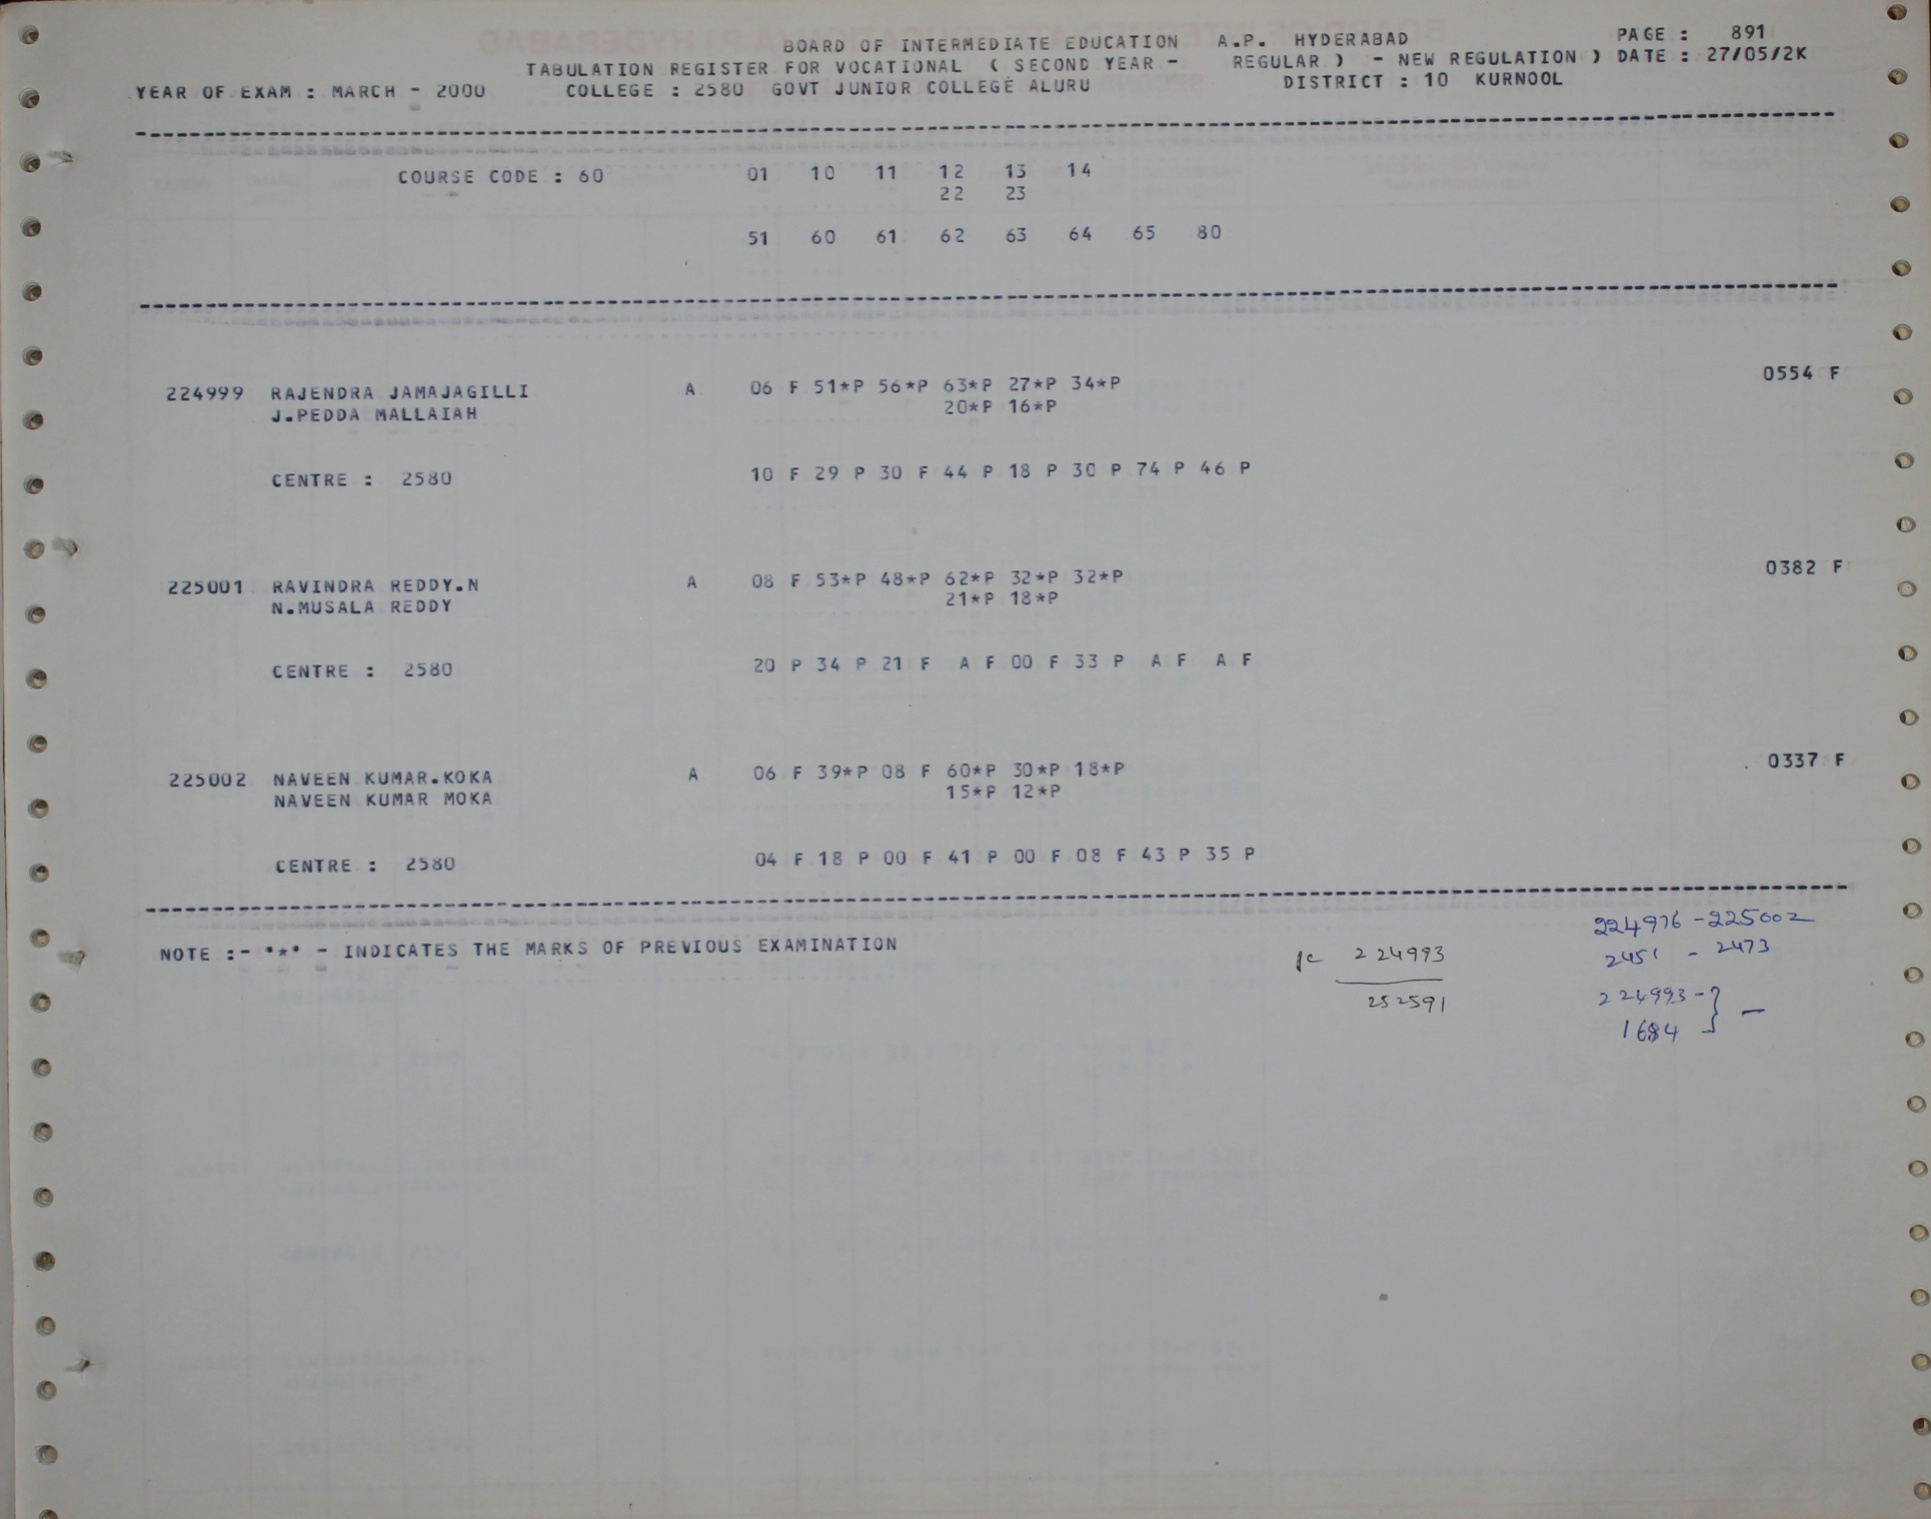 BOARD OF INTERMEDIATE EDUCATION A.P. HYDERABAD PAGE : 891
TABULATION REGISTER FOR VOCATIONAL ( SECOND YEAR - REGULAR ) - NEW REGULATION ) DATE : 27/05/2K
YEAR OF EXAM : MARCH - 2000 COLLEGE : 2580 GOVT JUNIOR COLLEGE ALURU DISTRICT : 10 KURNOOL
COURSE CODE : 60 01 10 11 12 13 14
22 23
51 60 61 62 63 64 65 80
224999 RAJENDRA JAMAJAGILLI A 06 F 51*P 56*P 63*P 27*P 34*P 0554 F
J.PEDDA MALLAIAH 20*P 16*P
CENTRE : 2580 10 F 29 P 30 F 44 P 18 P 30 P 74 P 46 P
225001 RAVINDRA REDDY.N A 08 F 53*P 48*P 62*P 32*P 32*P 0382 F
N.MUSALA REDDY 21*P 18*P
CENTRE : 2580 20 P 34 P 21 F A F 00 F 33 P A F A F
225002 NAVEEN KUMAR.KOKA A 06 F 39*P 08 F 60*P 30*P 18*P 0337 F
NAVEEN KUMAR MOKA 15*P 12*P
CENTRE : 2580 04 F 18 P 00 F 41 P 00 F 08 F 43 P 35 P
NOTE :- '*' - INDICATES THE MARKS OF PREVIOUS EXAMINATION
224993
252591
224976 - 225002
2451 - 2473
224993 - } -
1684